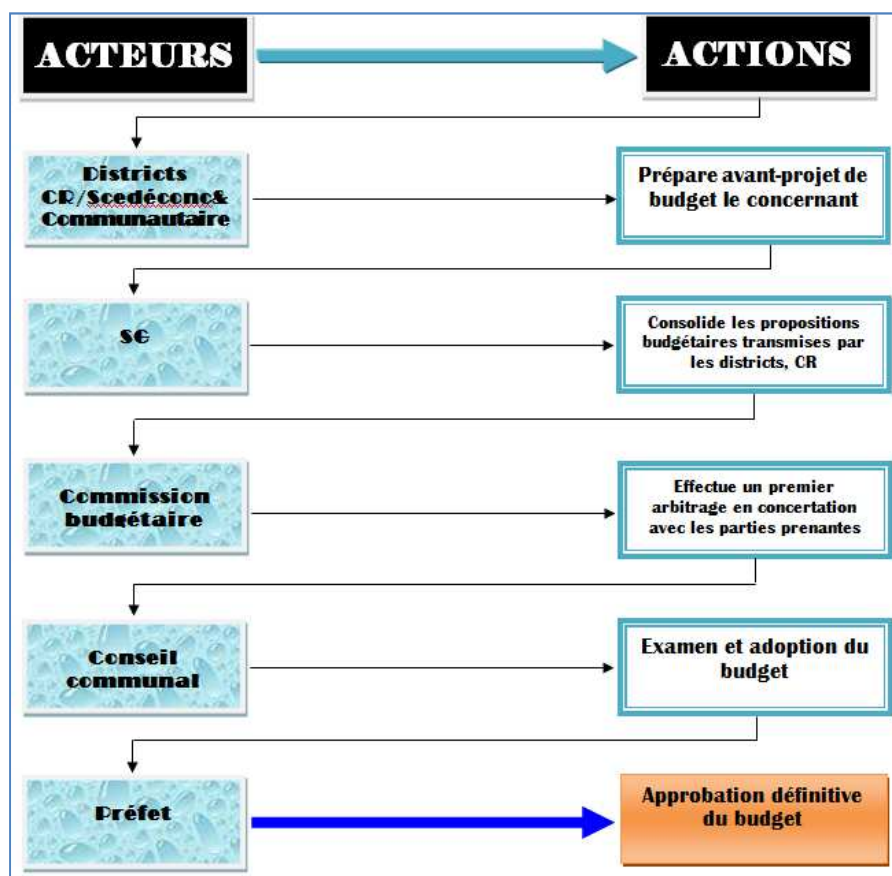 ACTEURS
ACTIONS
Districts
CR/Scedéconc&
Communautaire
Prépare avant-projet de
budget le concernant
SG
Consolide les propositions
budgétaires transmises par
les districts, CR
Commission
budgétaire
Effectue un premier
arbitrage en concertation
avec les parties prenantes
Conseil
communal
Examen et adoption du
budget
Préfet
Approbation définitive
du budget